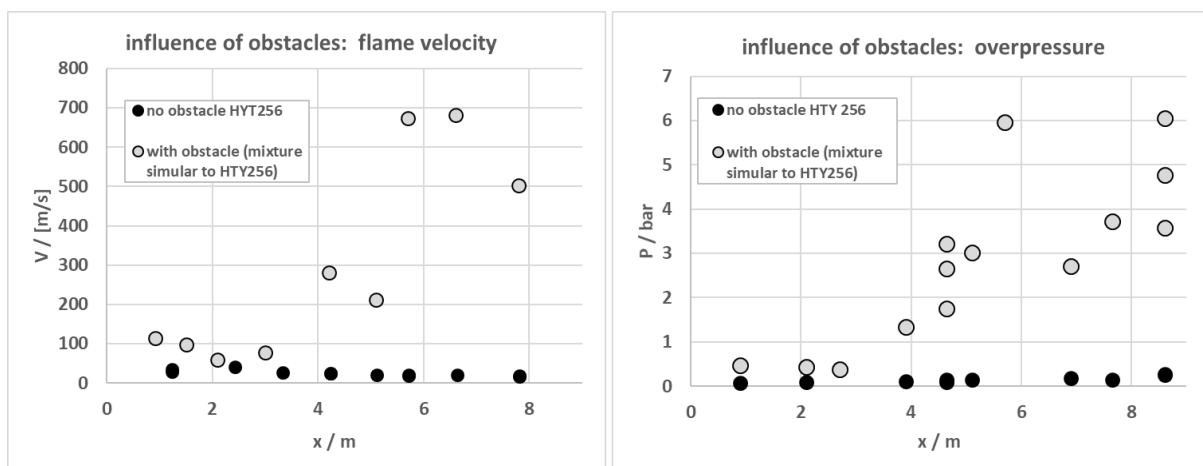 influence of obstacles: flame velocity
800
700
600
500
400
300
200
100
0
V / [m/s]
no obstacle HYT256
with obstacle (mixture
simular to HTY256)
0 2 4 6 8
x / m
influence of obstacles: overpressure
7
6
5
4
3
2
1
0
P / bar
no obstacle HTY 256
with obstacle (mixture
simular to HTY256)
0 2 4 6 8
x / m